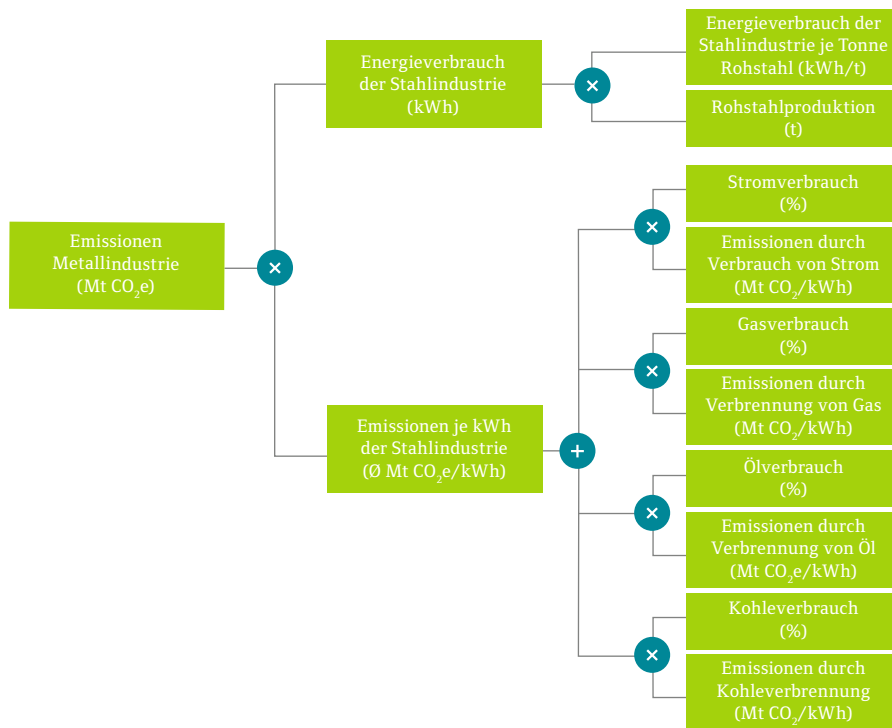 Energieverbrauch der
Stahlindustrie je Tonne
Rohstahl (kWh/t)
Energieverbrauch
der Stahlindustrie
(kWh)
×
×
Rohstahlproduktion
(t)
Stromverbrauch
(%)
×
Emissionen durch
Verbrauch von Strom
(Mt CO₂/kWh)
Emissionen
Metallindustrie
(Mt CO₂e)
×
Gasverbrauch
(%)
×
Emissionen durch
Verbrennung von Gas
(Mt CO₂/kWh)
Emissionen je kWh
der Stahlindustrie
(Ø Mt CO₂e/kWh)
+
Ölverbrauch
(%)
×
Emissionen durch
Verbrennung von Öl
(Mt CO₂e/kWh)
Kohleverbrauch
(%)
×
Emissionen durch
Kohleverbrennung
(Mt CO₂/kWh)